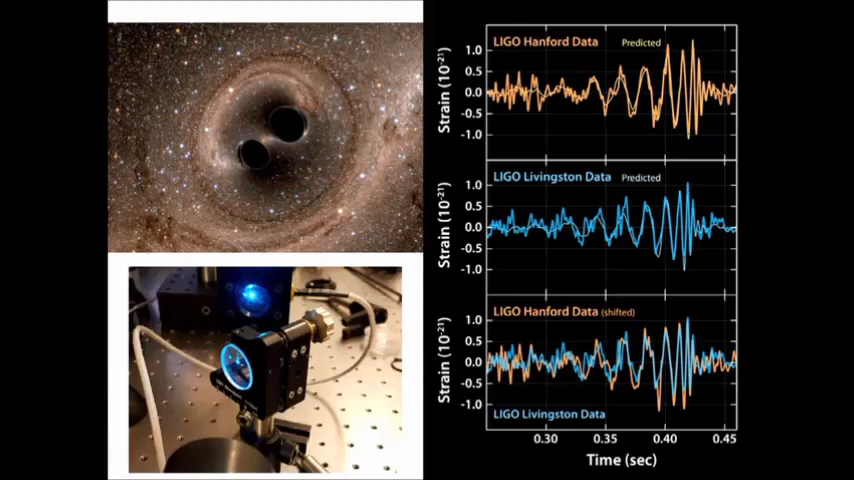 LIGO Hanford Data
Predicted
1.0
0.5
0.0
-0.5
-1.0
Strain (10-21)
LIGO Livingston Data
Predicted
1.0
0.5
0.0
-0.5
-1.0
Strain (10-21)
LIGO Hanford Data (shifted)
1.0
0.5
0.0
-0.5
-1.0
Strain (10-21)
LIGO Livingston Data
0.30 0.35 0.40 0.45
Time (sec)